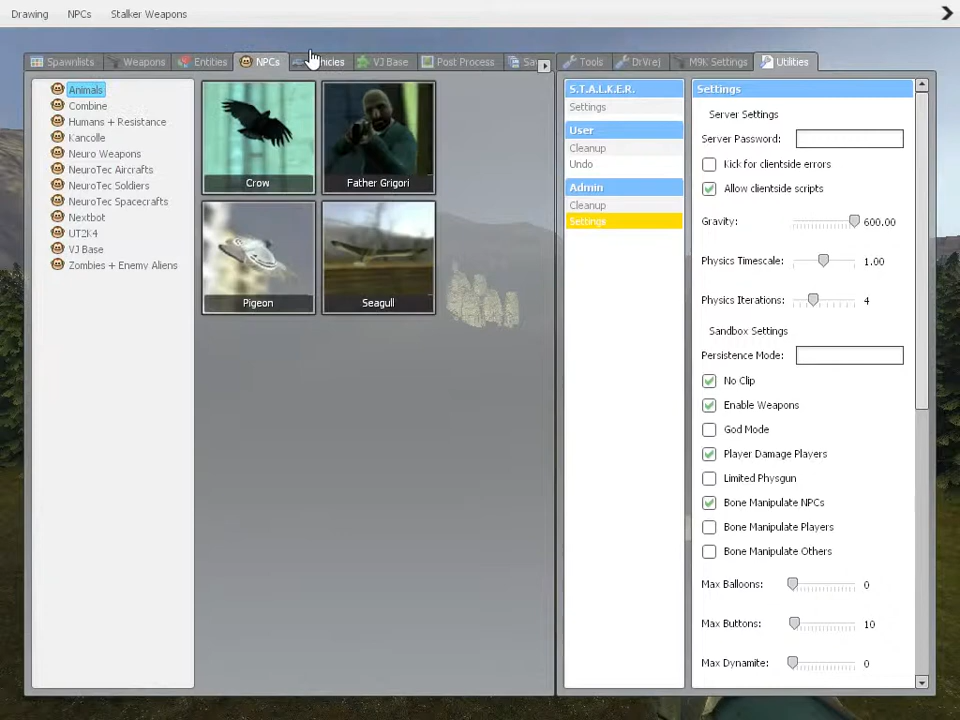 Drawing NPCs Stalker Weapons
Spawnlists Weapons Entities NPCs hicles VJ Base Post Process Sa
Tools DrVrej M9K Settings Utilities
Animals
Combine
Humans + Resistance
Kancolle
Neuro Weapons
NeuroTec Aircrafts
NeuroTec Soldiers
NeuroTec Spacecrafts
Nextbot
UT2K4
VJ Base
Zombies + Enemy Aliens
Crow
Father Grigori
Pigeon
Seagull
S.T.A.L.K.E.R.
Settings
User
Cleanup
Undo
Admin
Cleanup
Settings
Settings
Server Settings
Server Password:
Kick for clientside errors
Allow clientside scripts
Gravity: 600.00
Physics Timescale: 1.00
Physics Iterations: 4
Sandbox Settings
Persistence Mode:
No Clip
Enable Weapons
God Mode
Player Damage Players
Limited Physgun
Bone Manipulate NPCs
Bone Manipulate Players
Bone Manipulate Others
Max Balloons: 0
Max Buttons: 10
Max Dynamite: 0